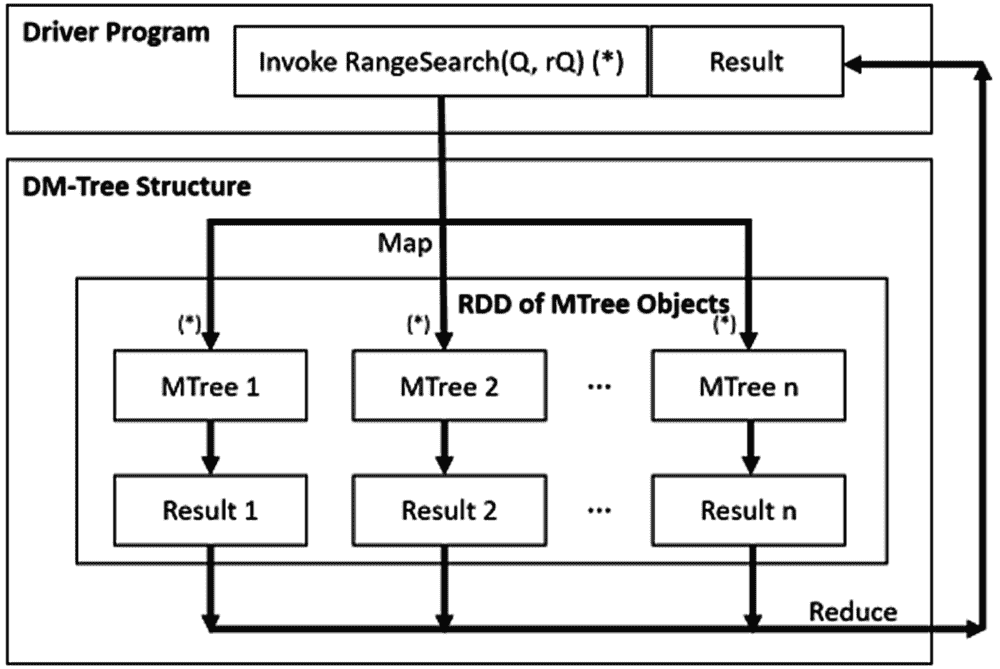 Driver Program
Invoke RangeSearch(Q, rQ) (*)
Result
DM-Tree Structure
Map
RDD of MTree Objects
(*)
(*)
(*)
MTree 1
MTree 2
...
MTree n
Result 1
Result 2
...
Result n
Reduce